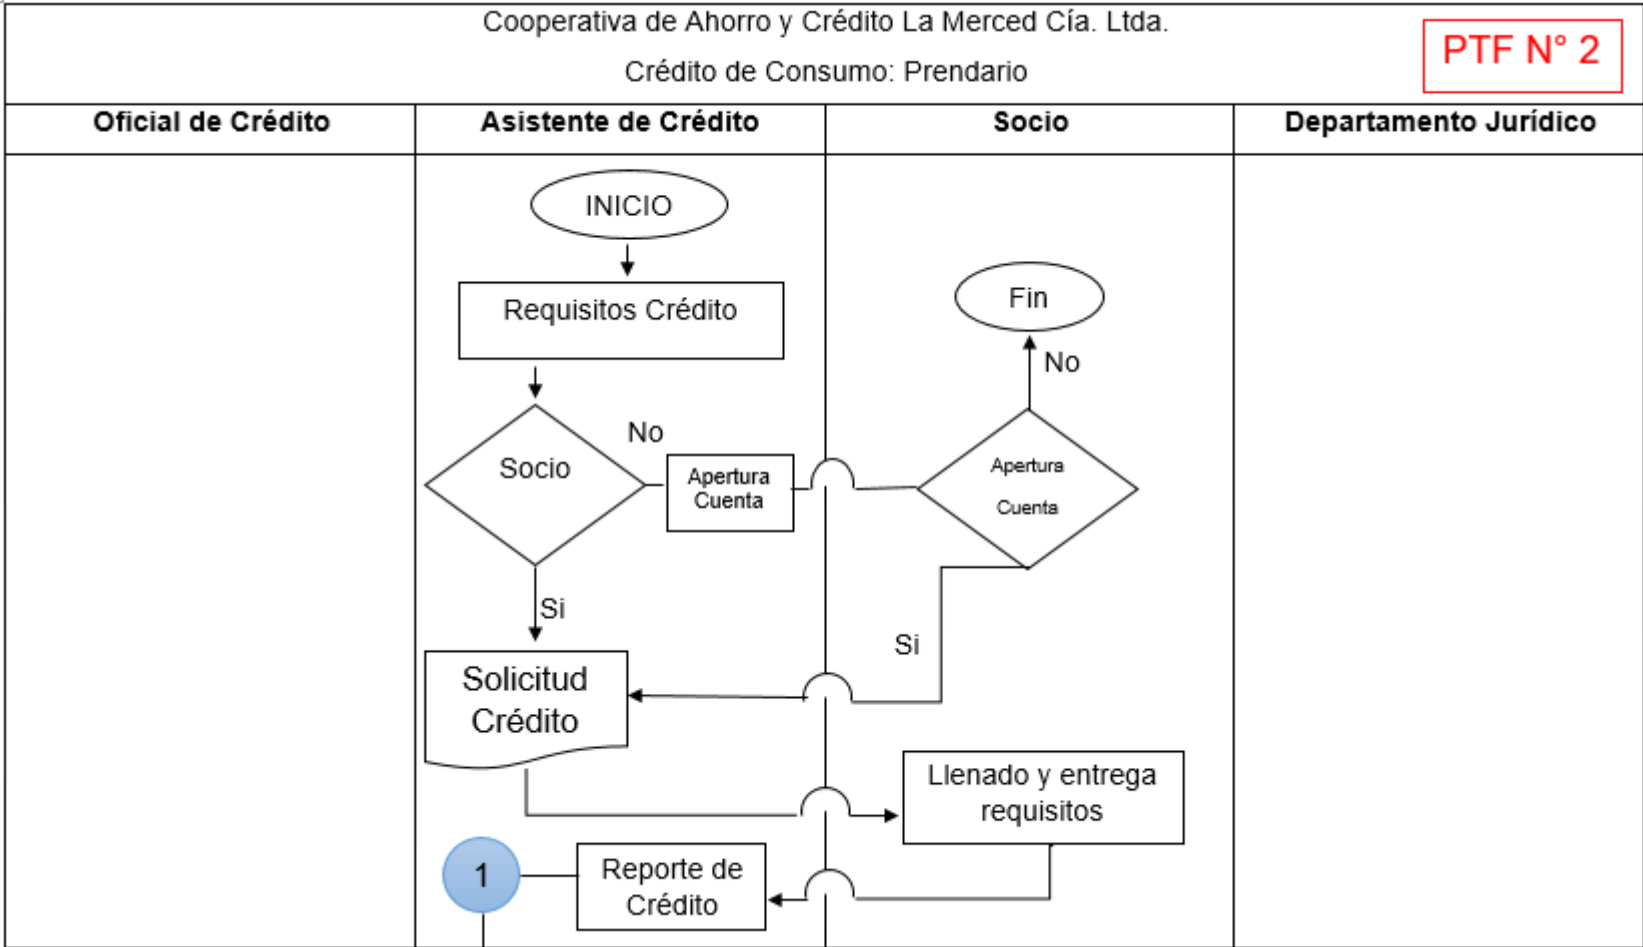 Cooperativa de Ahorro y Crédito La Merced Cía. Ltda.
PTF N° 2
Crédito de Consumo: Prendario
Oficial de Crédito
Asistente de Crédito
Socio
Departamento Jurídico
INICIO
Requisitos Crédito
Fin
No
Socio
No
Apertura
Cuenta
Apertura
Cuenta
Si
Si
Solicitud
Crédito
Llenado y entrega
requisitos
1
Reporte de
Crédito